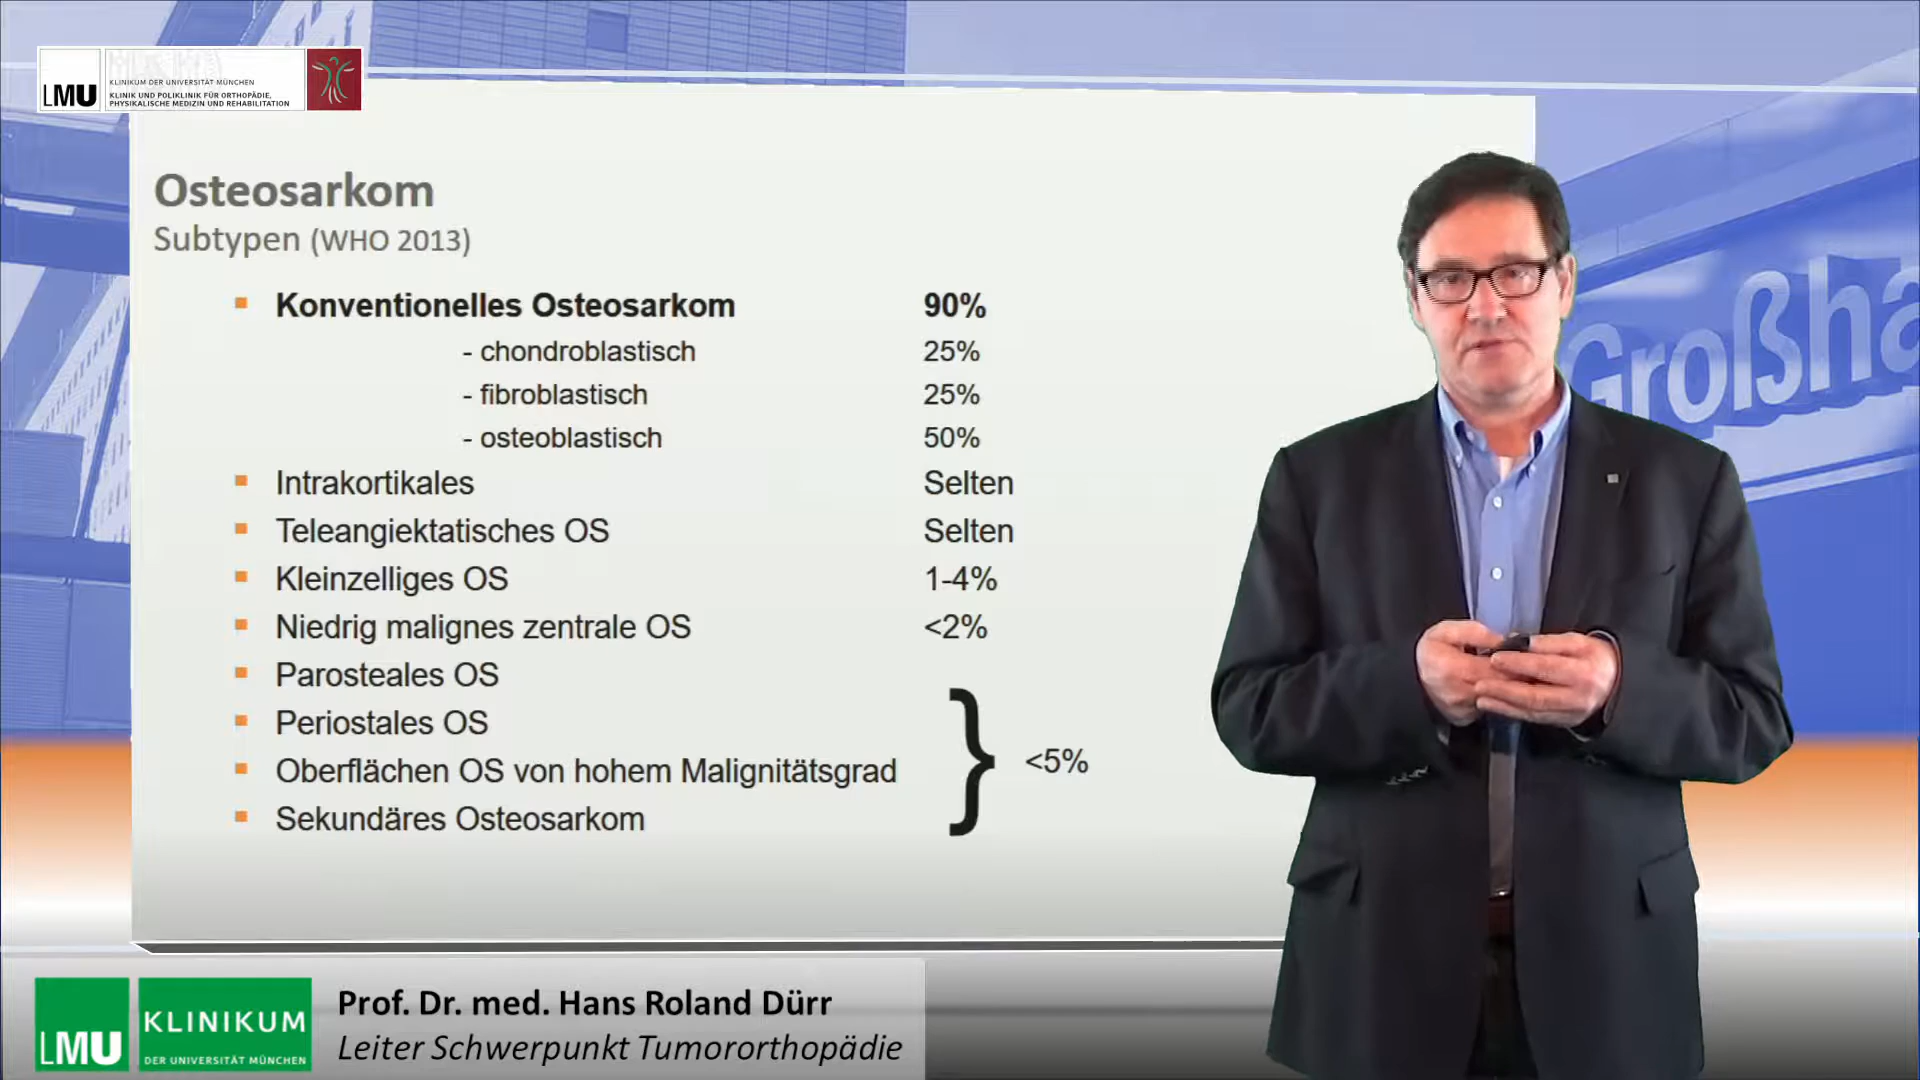 LMU
KLINIKUM DER UNIVERSITÄT MÜNCHEN
KLINIK UND POLIKLINIK FÜR ORTHOPÄDIE,
PHYSIKALISCHE MEDIZIN UND REHABILITATION
Osteosarkom
Subtypen (WHO 2013)
Konventionelles Osteosarkom 90%
- chondroblastisch 25%
- fibroblastisch 25%
- osteoblastisch 50%
Intrakortikales Selten
Teleangiektatisches OS Selten
Kleinzelliges OS 1-4%
Niedrig malignes zentrale OS <2%
Parosteales OS
Periostales OS
Oberflächen OS von hohem Malignitätsgrad
<5%
Sekundäres Osteosarkom
Großha
LMU
KLINIKUM
DER UNIVERSITÄT MÜNCHEN
Prof. Dr. med. Hans Roland Dürr
Leiter Schwerpunkt Tumororthopädie